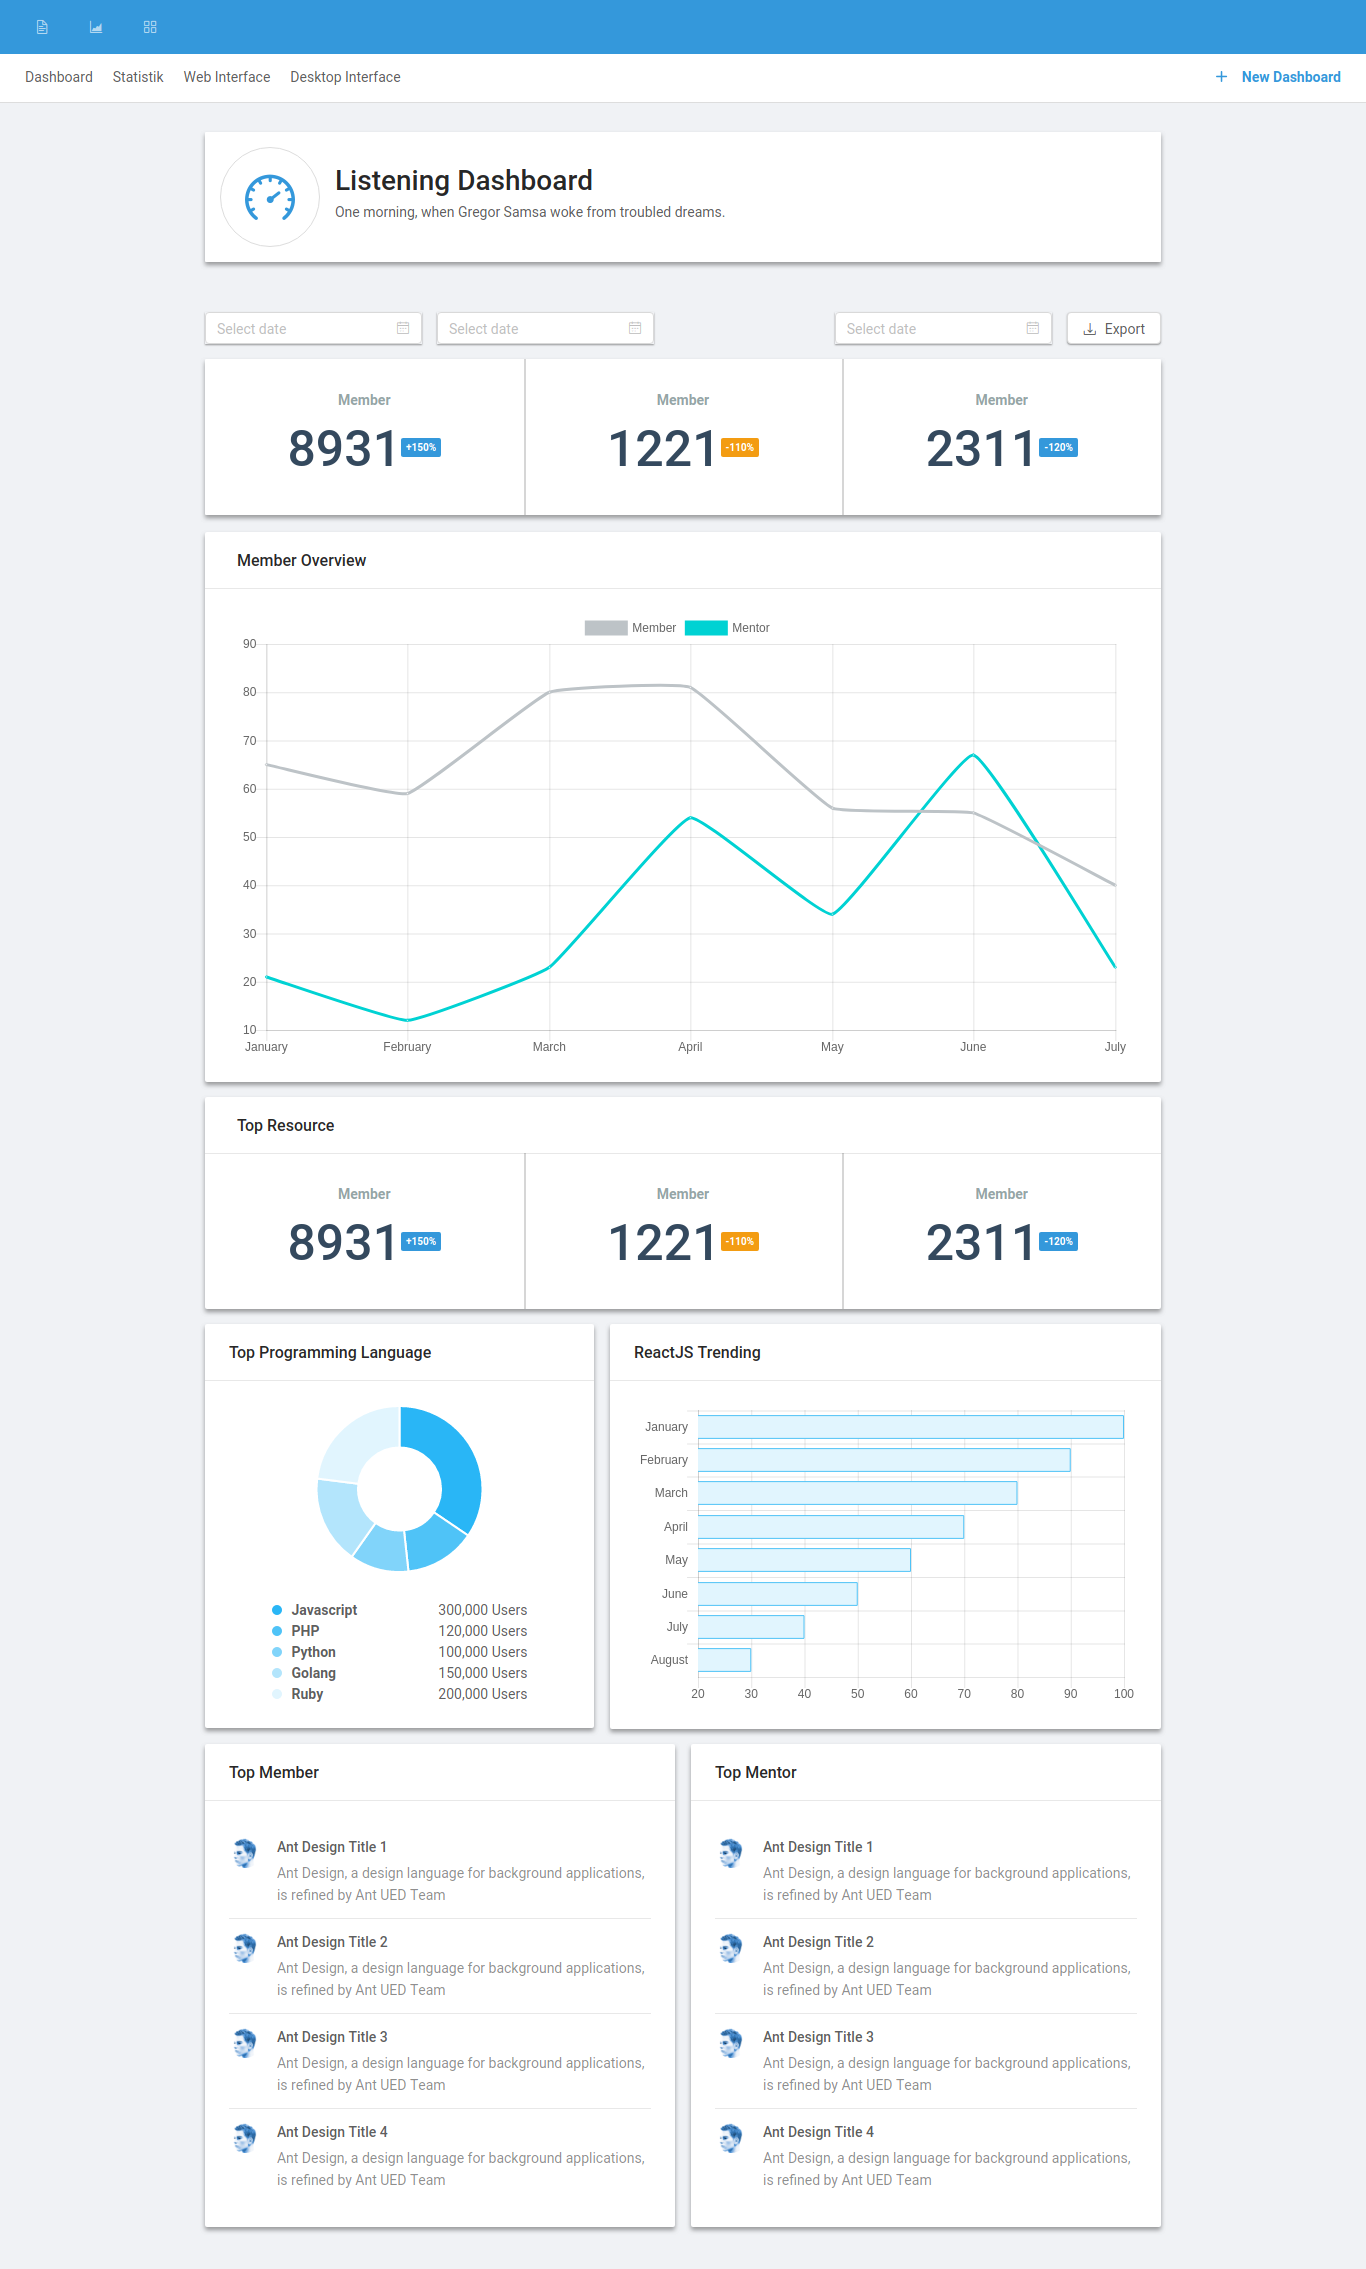 Dashboard Statistik Web Interface Desktop Interface New Dashboard
Listening Dashboard
One morning, when Gregor Samsa woke from troubled dreams.
Select date Select date Select date Export
Member Member Member
8931 +150% 1221 -110% 2311 -120%
Member Overview
Member Mentor
90
80
70
60
50
40
30
20
10
January February March April May June July
Top Resource
Member Member Member
8931 +150% 1221 -110% 2311 -120%
Top Programming Language
Javascript 300,000 Users
PHP 120,000 Users
Python 100,000 Users
Golang 150,000 Users
Ruby 200,000 Users
ReactJS Trending
January
February
March
April
May
June
July
August
20 30 40 50 60 70 80 90 100
Top Member
Ant Design Title 1
Ant Design, a design language for background applications,
is refined by Ant UED Team
Ant Design Title 2
Ant Design, a design language for background applications,
is refined by Ant UED Team
Ant Design Title 3
Ant Design, a design language for background applications,
is refined by Ant UED Team
Ant Design Title 4
Ant Design, a design language for background applications,
is refined by Ant UED Team
Top Mentor
Ant Design Title 1
Ant Design, a design language for background applications,
is refined by Ant UED Team
Ant Design Title 2
Ant Design, a design language for background applications,
is refined by Ant UED Team
Ant Design Title 3
Ant Design, a design language for background applications,
is refined by Ant UED Team
Ant Design Title 4
Ant Design, a design language for background applications,
is refined by Ant UED Team